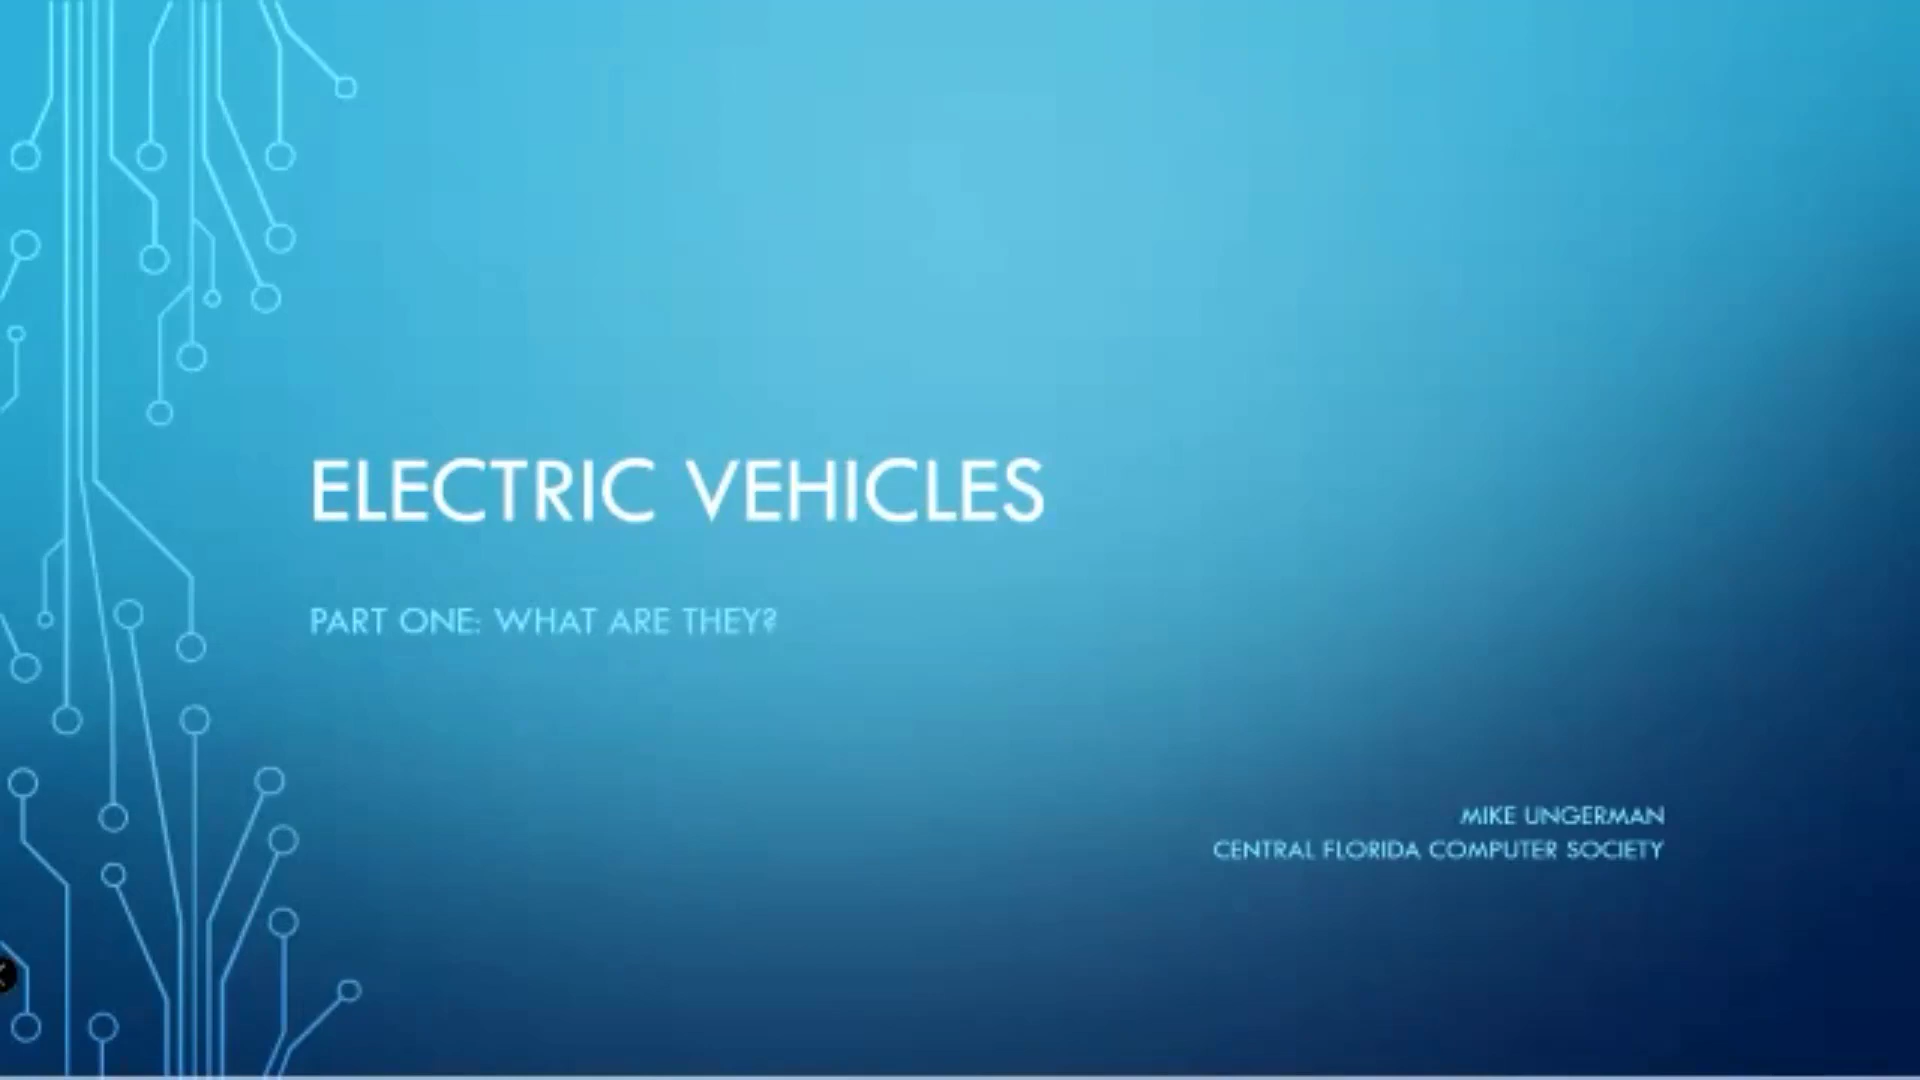 ELECTRIC VEHICLES
PART ONE: WHAT ARE THEY?
MIKE UNGERMAN
CENTRAL FLORIDA COMPUTER SOCIETY